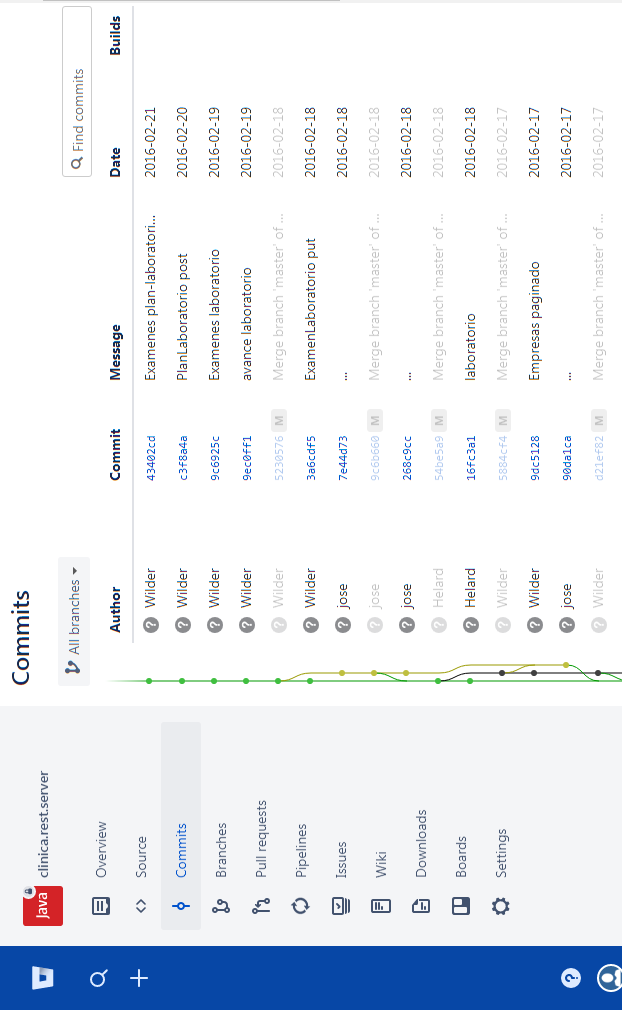 Java
clinica.rest.server
Overview
Source
Commits
Branches
Pull requests
Pipelines
Issues
Wiki
Downloads
Boards
Settings
Commits
All branches
Find commits
Author Commit Message Date Builds
Wilder 43402cd Examenes plan-laboratori... 2016-02-21
Wilder c3f8a4a PlanLaboratorio post 2016-02-20
Wilder 9c6925c Examenes laboratorio 2016-02-19
Wilder 9ec0ff1 avance laboratorio 2016-02-19
Wilder 5230576 M Merge branch 'master' of ... 2016-02-18
Wilder 3a6cdf5 ExamenLaboratorio put 2016-02-18
jose 7e44d73 ... 2016-02-18
jose 9c6b660 M Merge branch 'master' of ... 2016-02-18
jose 268c9cc ... 2016-02-18
Helard 54be5a9 M Merge branch 'master' of ... 2016-02-18
Helard 16fc3a1 laboratorio 2016-02-18
Wilder 5884cf4 M Merge branch 'master' of ... 2016-02-17
Wilder 9dc5128 Empresas paginado 2016-02-17
jose 90da1ca ... 2016-02-17
Wilder d21ef82 M Merge branch 'master' of ... 2016-02-17